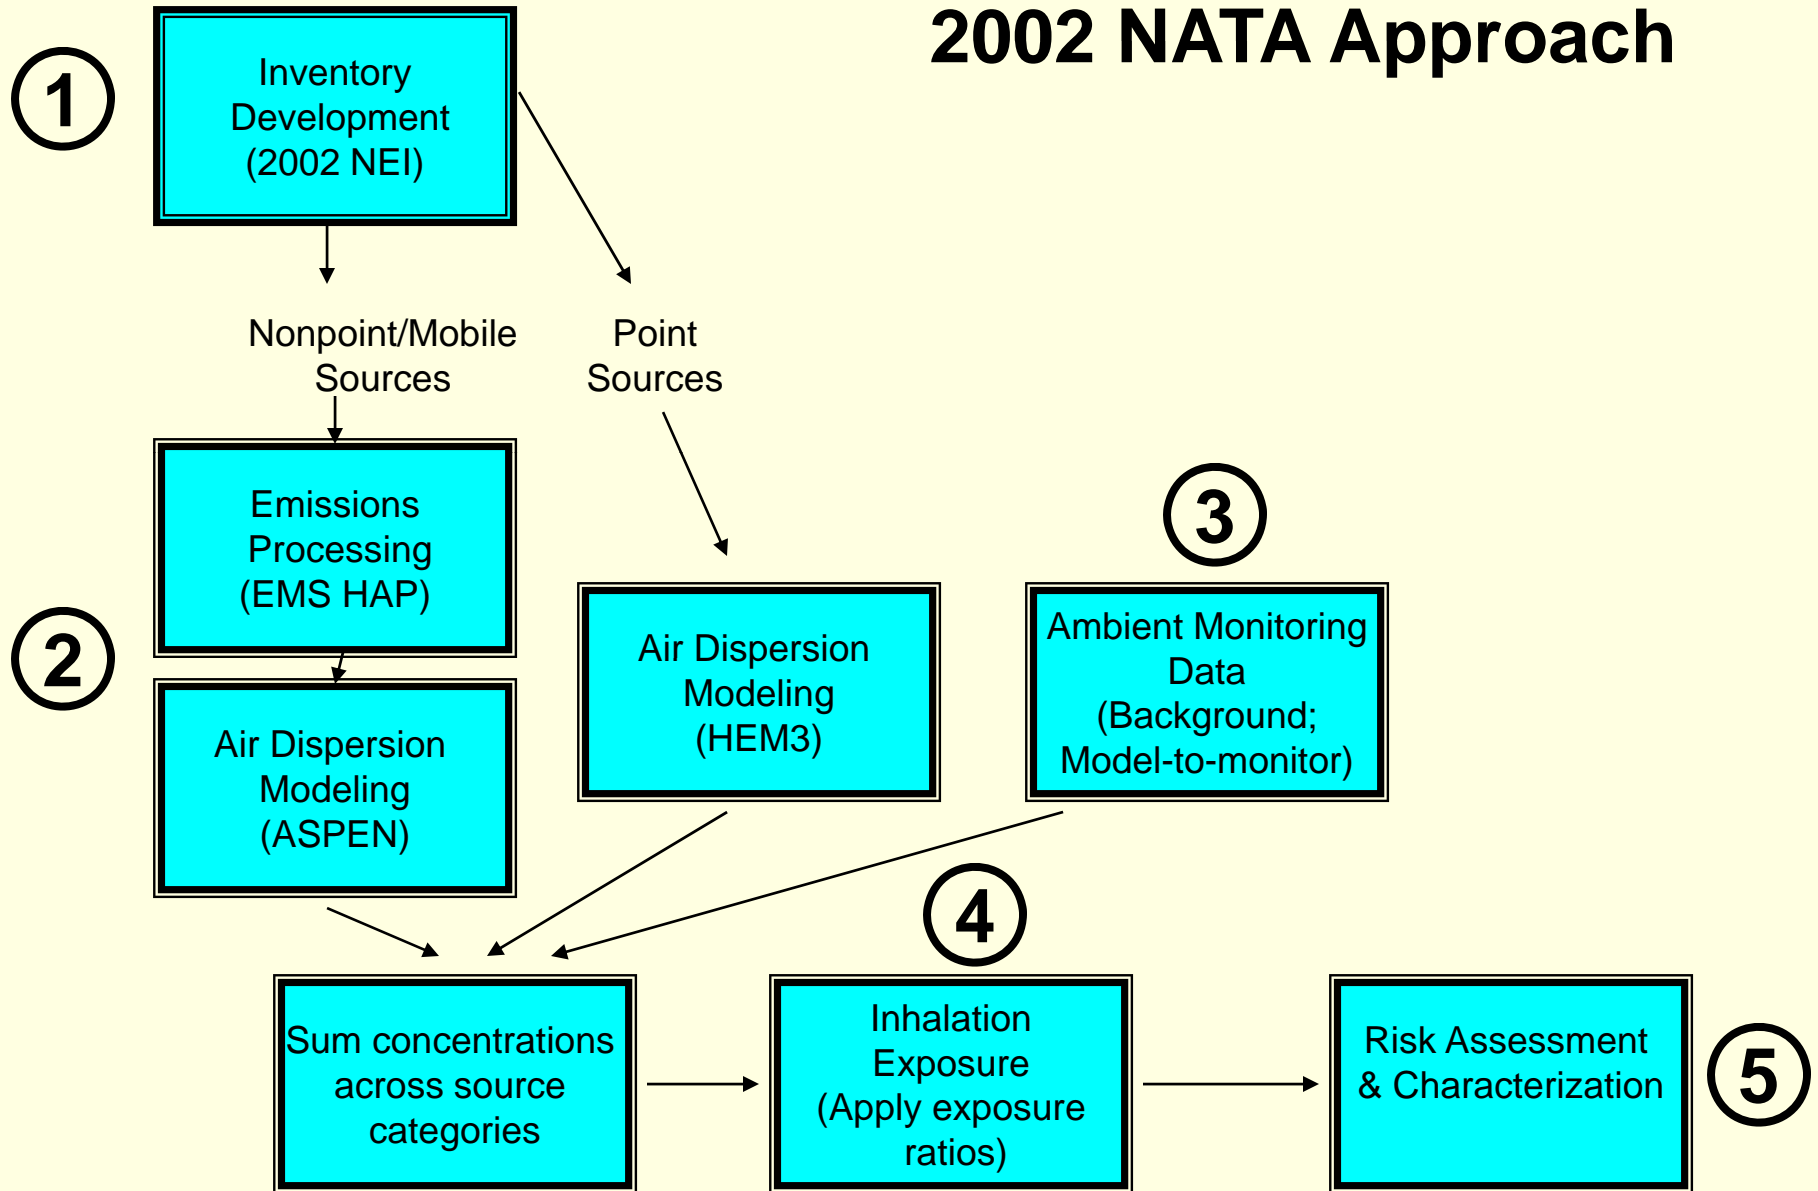 2002 NATA Approach
1
Inventory
Development
(2002 NEI)
Nonpoint/Mobile
Sources
Point
Sources
Emissions
Processing
(EMS HAP)
2
Air Dispersion
Modeling
(ASPEN)
Air Dispersion
Modeling
(HEM3)
3
Ambient Monitoring
Data
(Background;
Model-to-monitor)
Sum concentrations
across source
categories
4
Inhalation
Exposure
(Apply exposure
ratios)
Risk Assessment
& Characterization
5